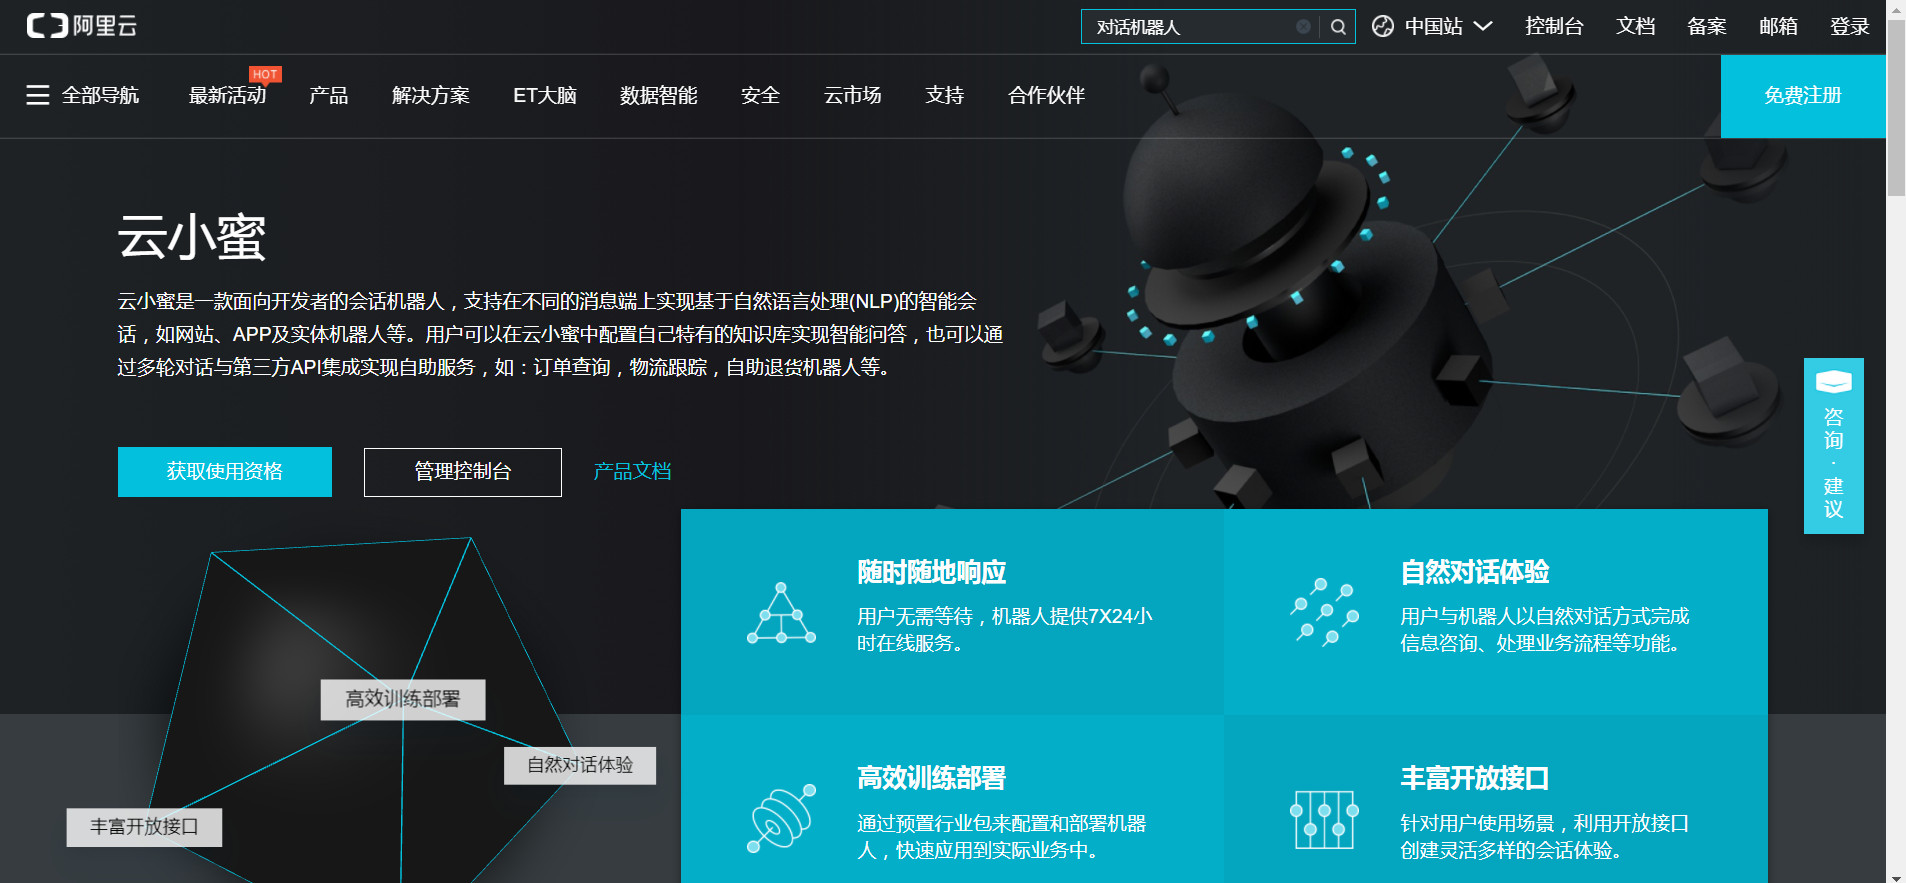 阿里云
对话机器人
中国站
控制台
文档
备案
邮箱
登录
全部导航
最新活动
HOT
产品
解决方案
ET大脑
数据智能
安全
云市场
支持
合作伙伴
免费注册
云小蜜
云小蜜是一款面向开发者的会话机器人，支持在不同的消息端上实现基于自然语言处理(NLP)的智能会
话，如网站、APP及实体机器人等。用户可以在云小蜜中配置自己特有的知识库实现智能问答，也可以通
过多轮对话与第三方API集成实现自助服务，如：订单查询，物流跟踪，自助退货机器人等。
获取使用资格
管理控制台
产品文档
咨询·建议
随时随地响应
用户无需等待，机器人提供7X24小
时在线服务。
自然对话体验
用户与机器人以自然对话方式完成
信息咨询、处理业务流程等功能。
高效训练部署
自然对话体验
丰富开放接口
高效训练部署
通过预置行业包来配置和部署机器
人，快速应用到实际业务中。
丰富开放接口
针对用户使用场景，利用开放接口
创建灵活多样的会话体验。